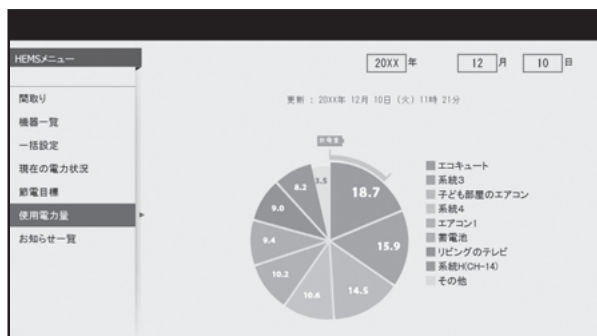 HEMSメニュー
20XX 年 12 月 10 日
間取り
機器一覧
一括設定
現在の電力状況
節電目標
使用電力量
お知らせ一覧
更新 : 20XX年 12月 10日 (火) 11時 21分
18.7
15.9
14.5
10.6
10.2
9.4
9.0
8.2
3.5
エコキュート
系統3
子ども部屋のエアコン
系統4
エアコン1
蓄電池
リビングのテレビ
系統H(CH-14)
その他